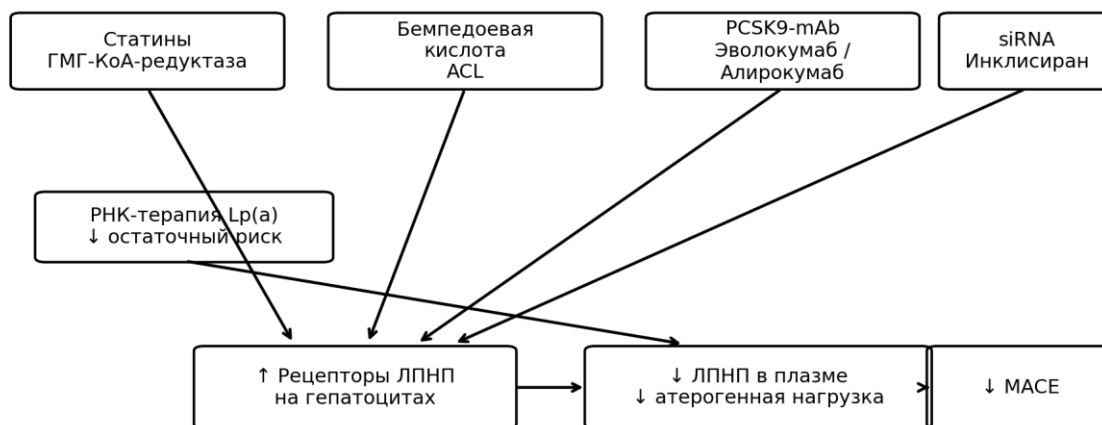 Статины
ГМГ-КоА-редуктаза
Бемпедоевая
кислота
ACL
PCSK9-mAb
Эволокумаб /
Алирокумаб
siRNA
Инклисиран
РНК-терапия Lp(a)
↓ остаточный риск
↑ Рецепторы ЛПНП
на гепатоцитах
↓ ЛПНП в плазме
↓ атерогенная нагрузка
↓ MACE